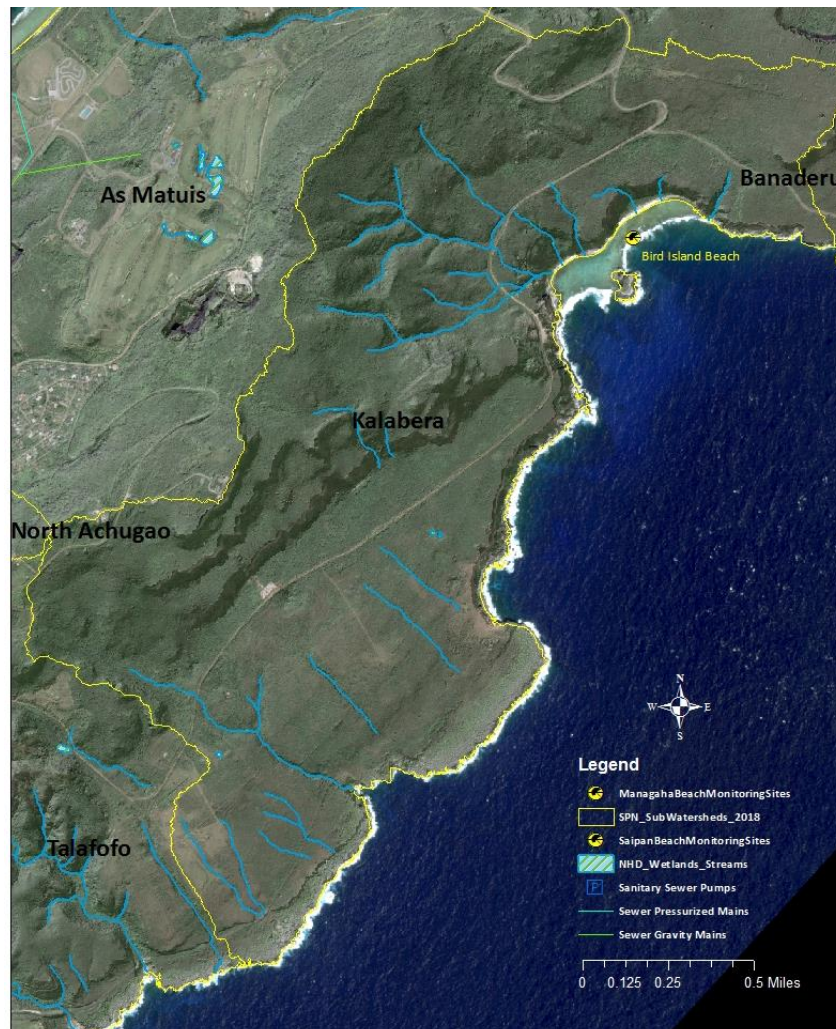 As Matuis
Banaderu
Bird Island Beach
Kalabera
North Achugao
Talafofo
N
W E
S
Legend
ManagahaBeachMonitoringSites
SPN_SubWatersheds_2018
SaipanBeachMonitoringSites
NHD_Wetlands_Streams
P Sanitary Sewer Pumps
Sewer Pressurized Mains
Sewer Gravity Mains
0 0.125 0.25 0.5 Miles